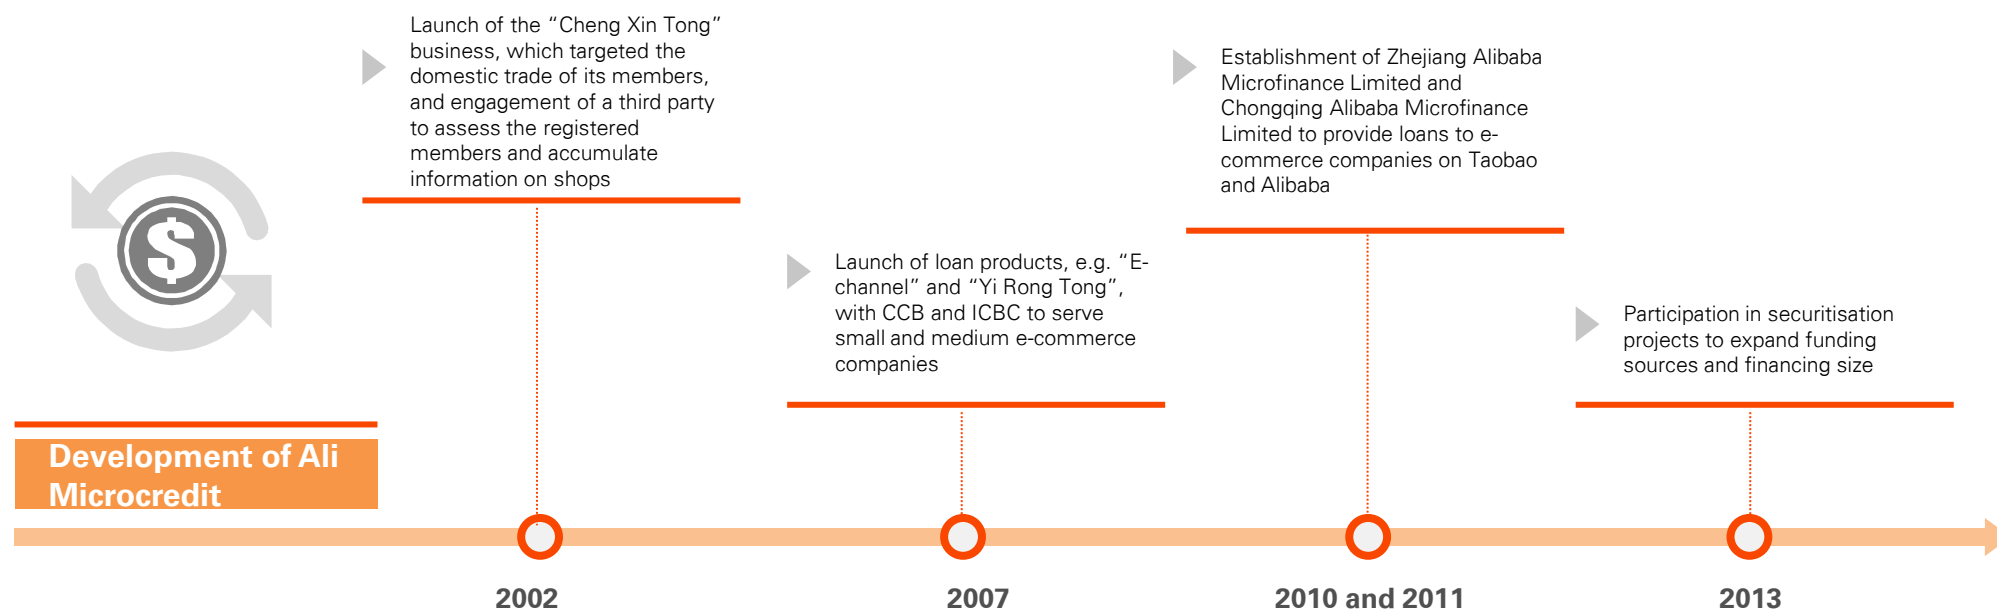 Launch of the “Cheng Xin Tong”
business, which targeted the
domestic trade of its members,
and engagement of a third party
to assess the registered
members and accumulate
information on shops
Launch of loan products, e.g. “E-
channel” and “Yi Rong Tong”,
with CCB and ICBC to serve
small and medium e-commerce
companies
Establishment of Zhejiang Alibaba
Microfinance Limited and
Chongqing Alibaba Microfinance
Limited to provide loans to e-
commerce companies on Taobao
and Alibaba
Participation in securitisation
projects to expand funding
sources and financing size
$
Development of Ali
Microcredit
2002
2007
2010 and 2011
2013